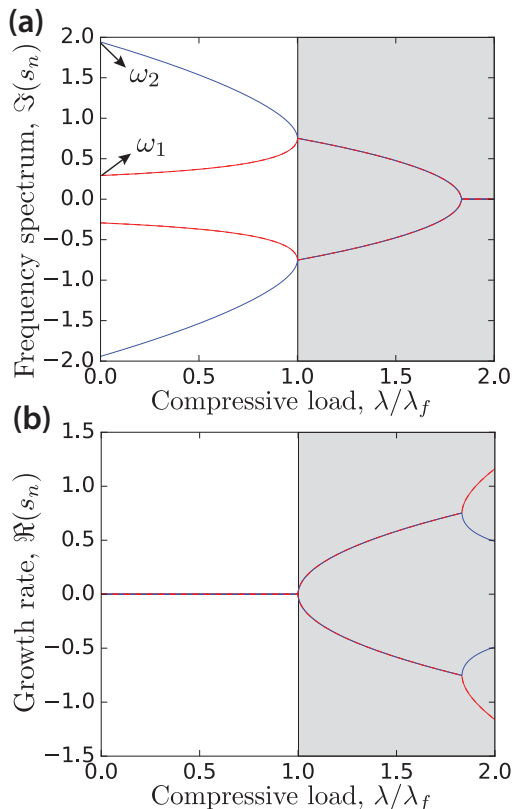 (a)
Frequency spectrum, ℑ(sₙ)
2.0
1.5
1.0
0.5
0.0
−0.5
−1.0
−1.5
−2.0
ω₂
ω₁
0.0 0.5 1.0 1.5 2.0
Compressive load, λ/λ_f
(b)
Growth rate, ℜ(sₙ)
1.5
1.0
0.5
0.0
−0.5
−1.0
−1.5
0.0 0.5 1.0 1.5 2.0
Compressive load, λ/λ_f